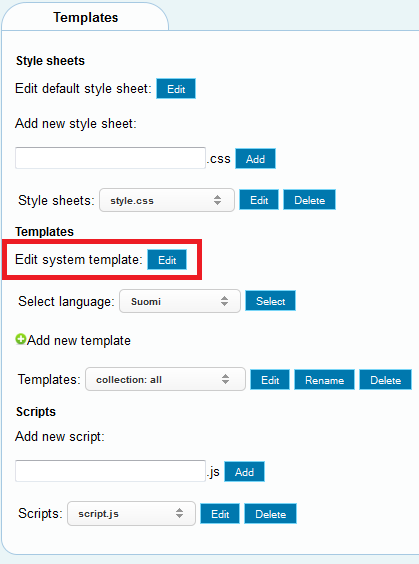 Templates
Style sheets
Edit default style sheet: Edit
Add new style sheet:
.css Add
Style sheets: style.css Edit Delete
Templates
Edit system template: Edit
Select language: Suomi Select
Add new template
Templates: collection: all Edit Rename Delete
Scripts
Add new script:
.js Add
Scripts: script.js Edit Delete